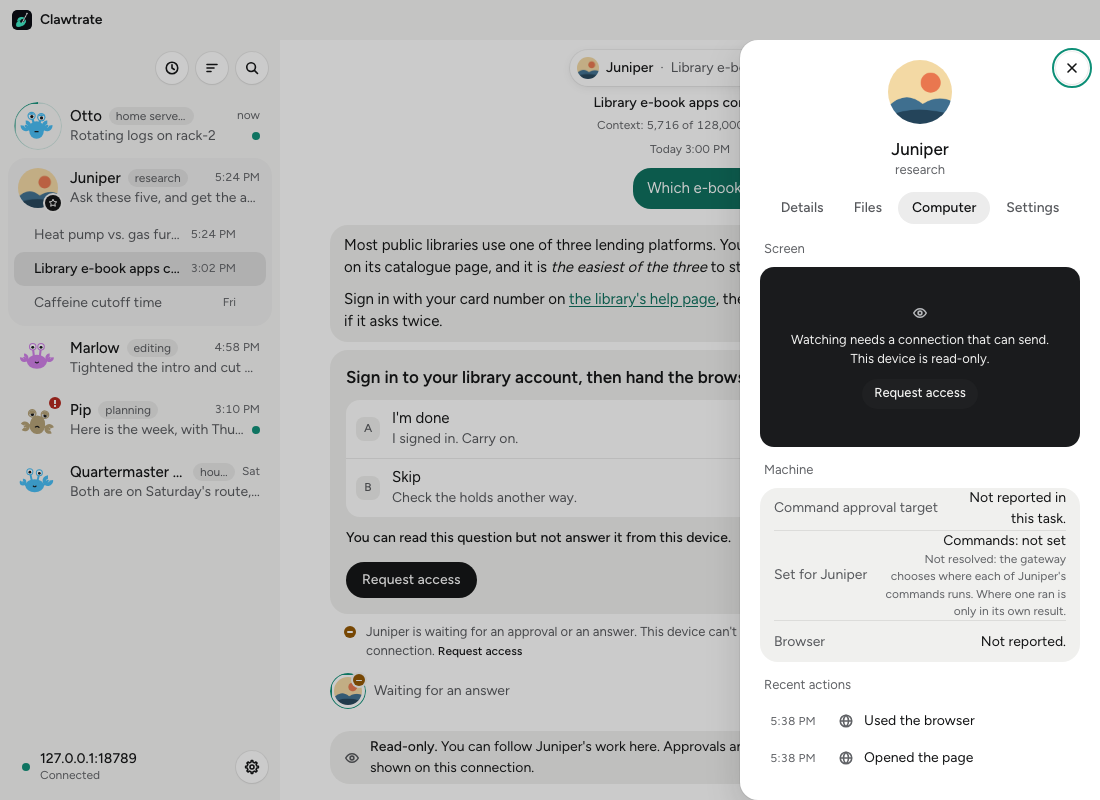 Clawtrate
Otto home serve... now
Rotating logs on rack-2
Juniper research 5:24 PM
Ask these five, and get the a...
Heat pump vs. gas fur... 5:24 PM
Library e-book apps c... 3:02 PM
Caffeine cutoff time Fri
Marlow editing 4:58 PM
Tightened the intro and cut ...
Pip planning 3:10 PM
Here is the week, with Thu...
Quartermaster ... hou... Sat
Both are on Saturday's route,...
127.0.0.1:18789
Connected
Juniper · Library e-b
Library e-book apps co
Context: 5,716 of 128,000
Today 3:00 PM
Which e-book
Most public libraries use one of three lending platforms. You
on its catalogue page, and it is the easiest of the three to st
Sign in with your card number on the library's help page, the
if it asks twice.
Sign in to your library account, then hand the brows
A I'm done
I signed in. Carry on.
B Skip
Check the holds another way.
You can read this question but not answer it from this device.
Request access
Juniper is waiting for an approval or an answer. This device can't
connection. Request access
Waiting for an answer
Read-only. You can follow Juniper's work here. Approvals ar
shown on this connection.
Juniper
research
Details Files Computer Settings
Screen
Watching needs a connection that can send.
This device is read-only.
Request access
Machine
Command approval target Not reported in
this task.
Set for Juniper Commands: not set
Not resolved: the gateway
chooses where each of Juniper's
commands runs. Where one ran is
only in its own result.
Browser Not reported.
Recent actions
5:38 PM Used the browser
5:38 PM Opened the page